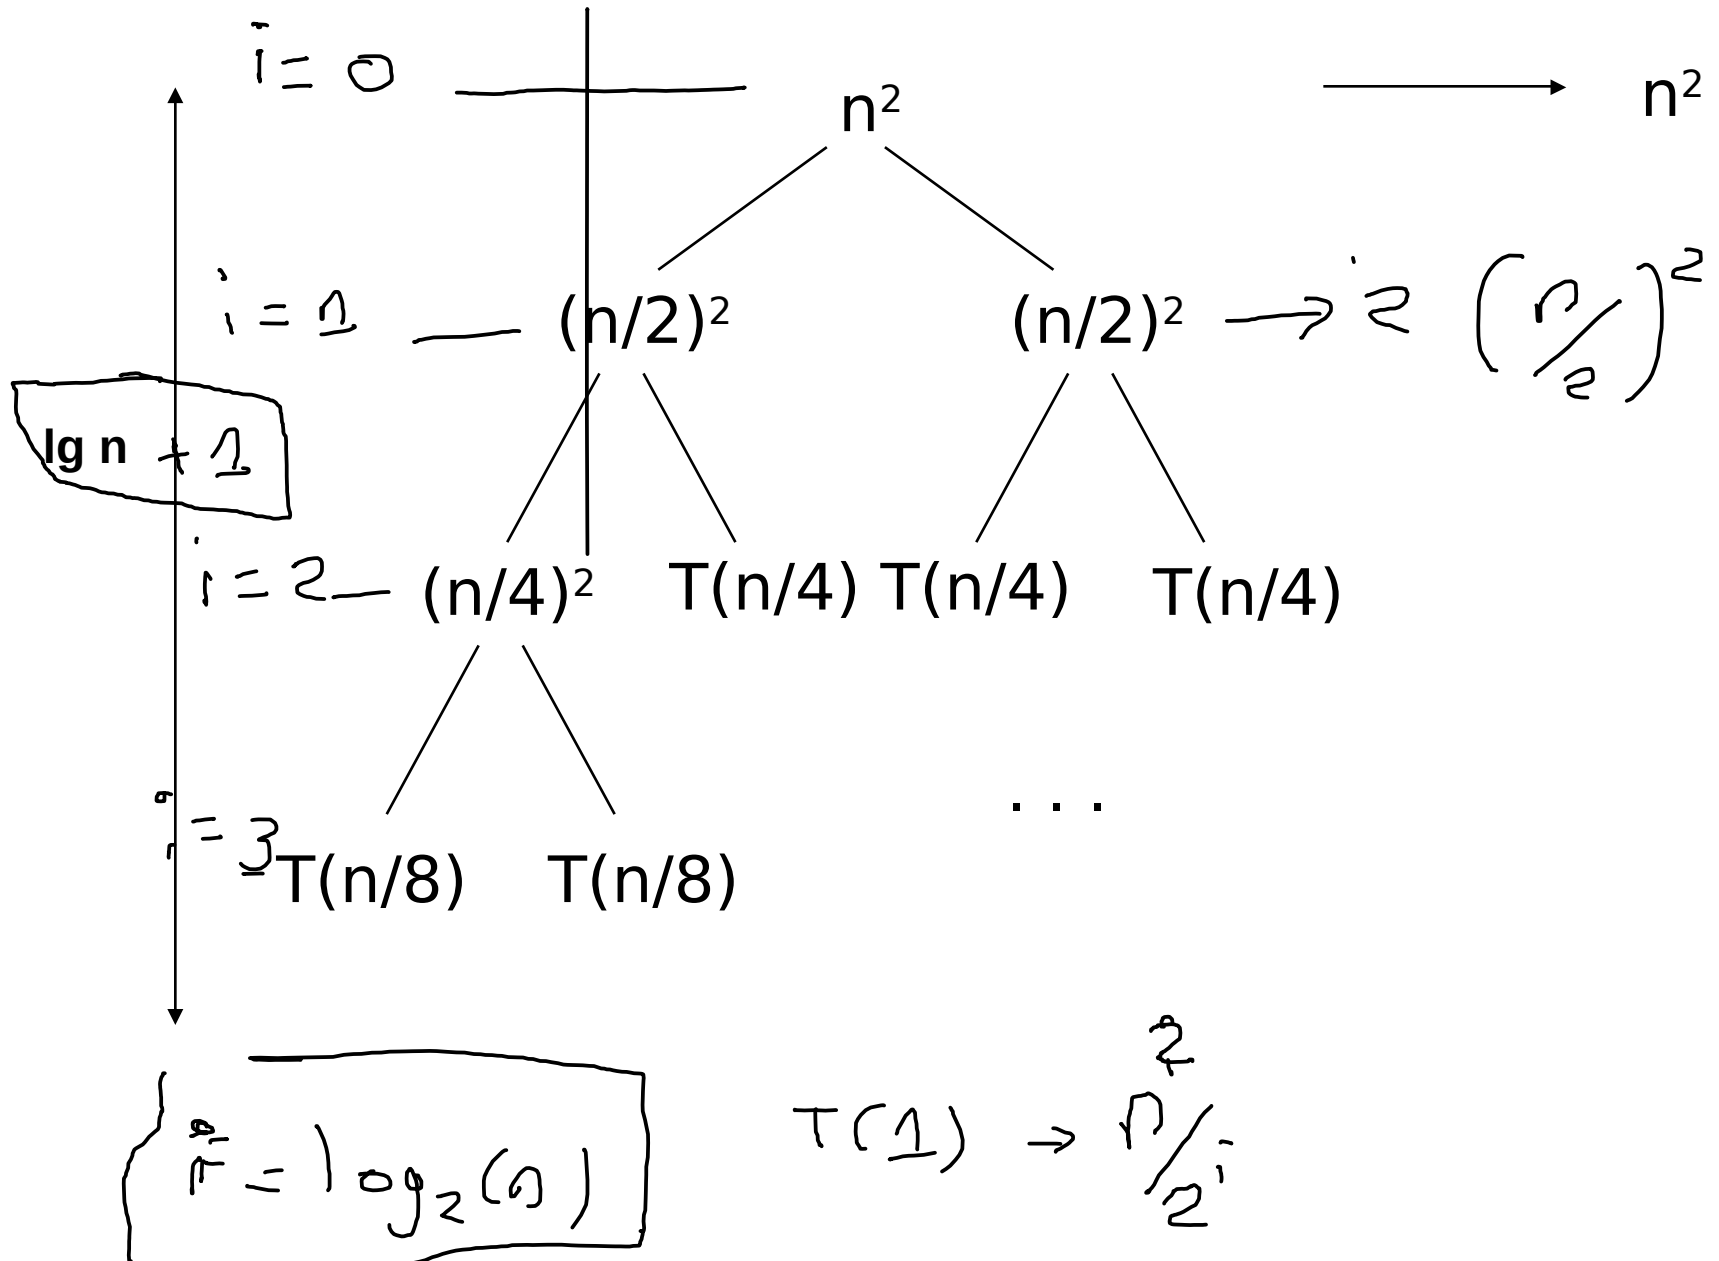 i = 0 n² n²
i = 1 (n/2)² (n/2)² → 2 (n/2)²
lg n + 1
i = 2 (n/4)² T(n/4) T(n/4) T(n/4)
i = 3 T(n/8) T(n/8) . . .
i = log₂(n) T(1) → n²/2ⁱ